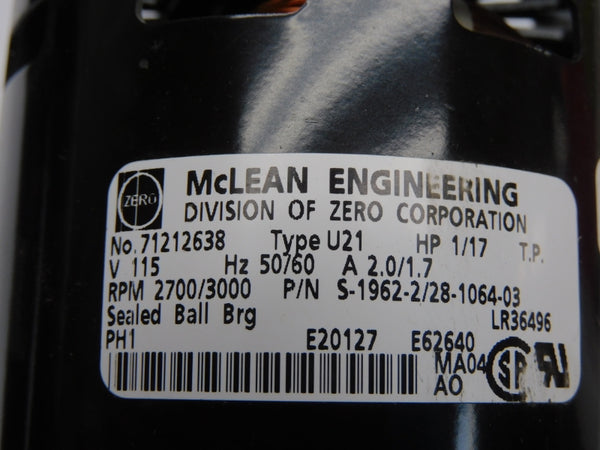 ZERO
McLEAN ENGINEERING
DIVISION OF ZERO CORPORATION
No. 71212638 Type U21 HP 1/17 T.P.
V 115 Hz 50/60 A 2.0/1.7
RPM 2700/3000 P/N S-1962-2/28-1064-03
Sealed Ball Brg LR36496
PH1 E20127 E62640
MA04
AO